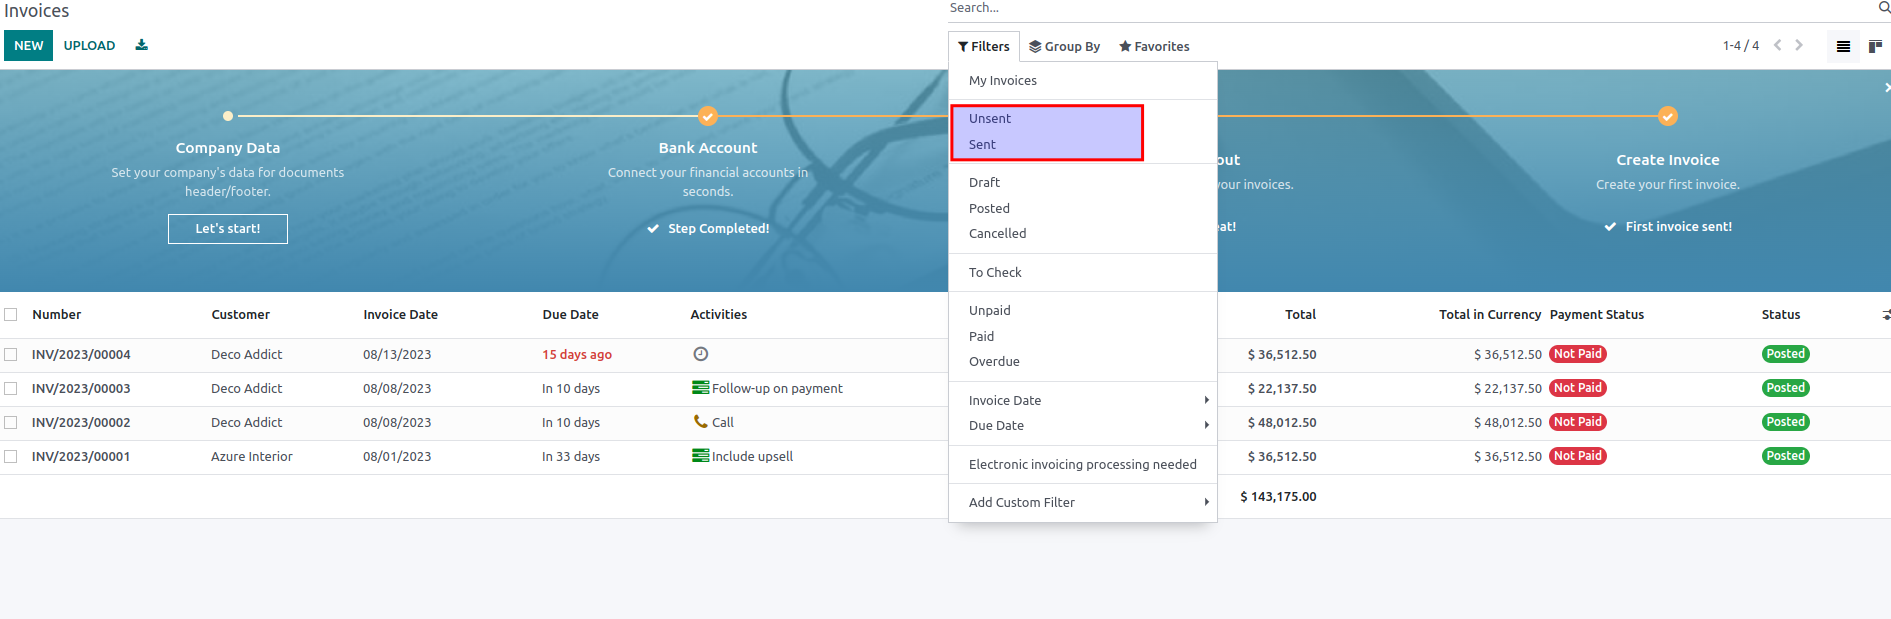 Invoices
Search...
NEW UPLOAD
Filters Group By Favorites
1-4 / 4
My Invoices
Unsent
Sent
Draft
Posted
Cancelled
To Check
Unpaid
Paid
Overdue
Invoice Date
Due Date
Electronic invoicing processing needed
Add Custom Filter
Company Data
Set your company's data for documents
header/footer.
Let's start!
Bank Account
Connect your financial accounts in
seconds.
Step Completed!
out
your invoices.
eat!
Create Invoice
Create your first invoice.
First invoice sent!
Number Customer Invoice Date Due Date Activities Total Total in Currency Payment Status Status
INV/2023/00004 Deco Addict 08/13/2023 15 days ago $ 36,512.50 $ 36,512.50 Not Paid Posted
INV/2023/00003 Deco Addict 08/08/2023 In 10 days Follow-up on payment $ 22,137.50 $ 22,137.50 Not Paid Posted
INV/2023/00002 Deco Addict 08/08/2023 In 10 days Call $ 48,012.50 $ 48,012.50 Not Paid Posted
INV/2023/00001 Azure Interior 08/01/2023 In 33 days Include upsell $ 36,512.50 $ 36,512.50 Not Paid Posted
$ 143,175.00